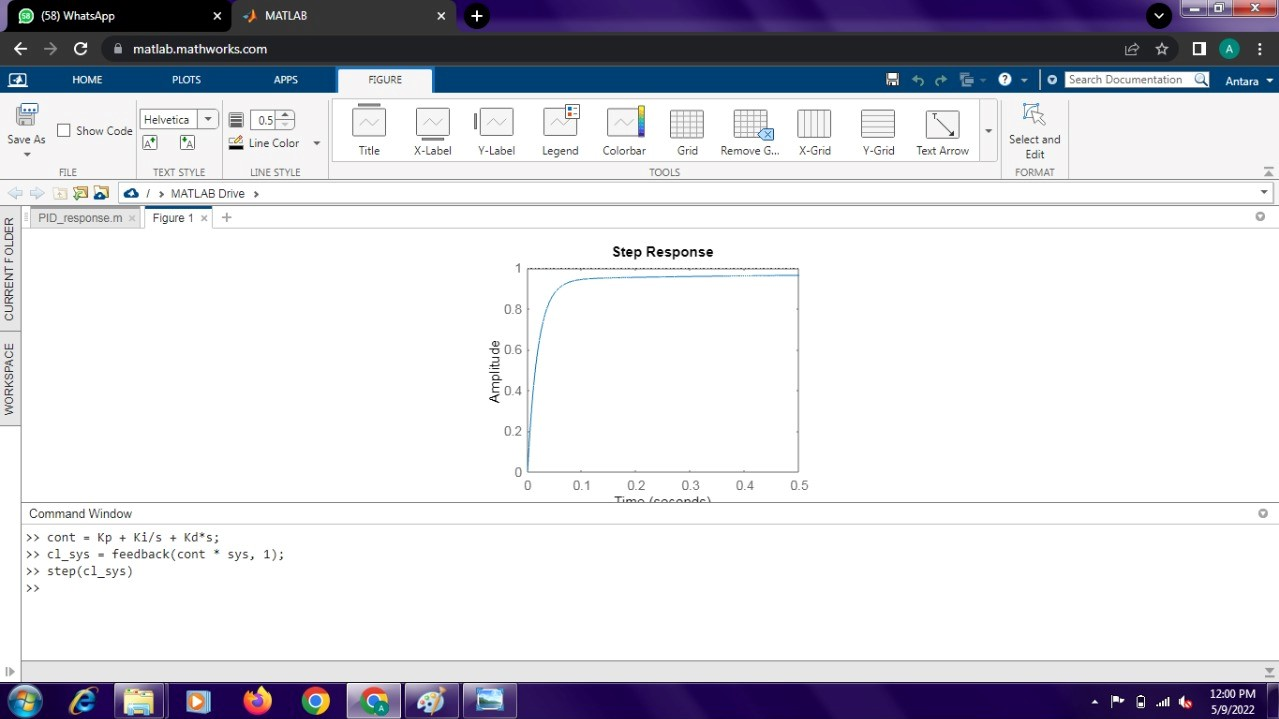 (58) WhatsApp
MATLAB
matlab.mathworks.com
A
HOME PLOTS APPS FIGURE
Search Documentation
Antara
Save As
Show Code
Helvetica
0.5
A A
Line Color
Title X-Label Y-Label Legend Colorbar Grid Remove G... X-Grid Y-Grid Text Arrow
Select and
Edit
FILE TEXT STYLE LINE STYLE TOOLS FORMAT
/ > MATLAB Drive >
CURRENT FOLDER
WORKSPACE
PID_response.m
Figure 1
Step Response
Amplitude
1
0.8
0.6
0.4
0.2
0
0 0.1 0.2 0.3 0.4 0.5
Time (seconds)
Command Window
>> cont = Kp + Ki/s + Kd*s;
>> cl_sys = feedback(cont * sys, 1);
>> step(cl_sys)
>>
12:00 PM
5/9/2022